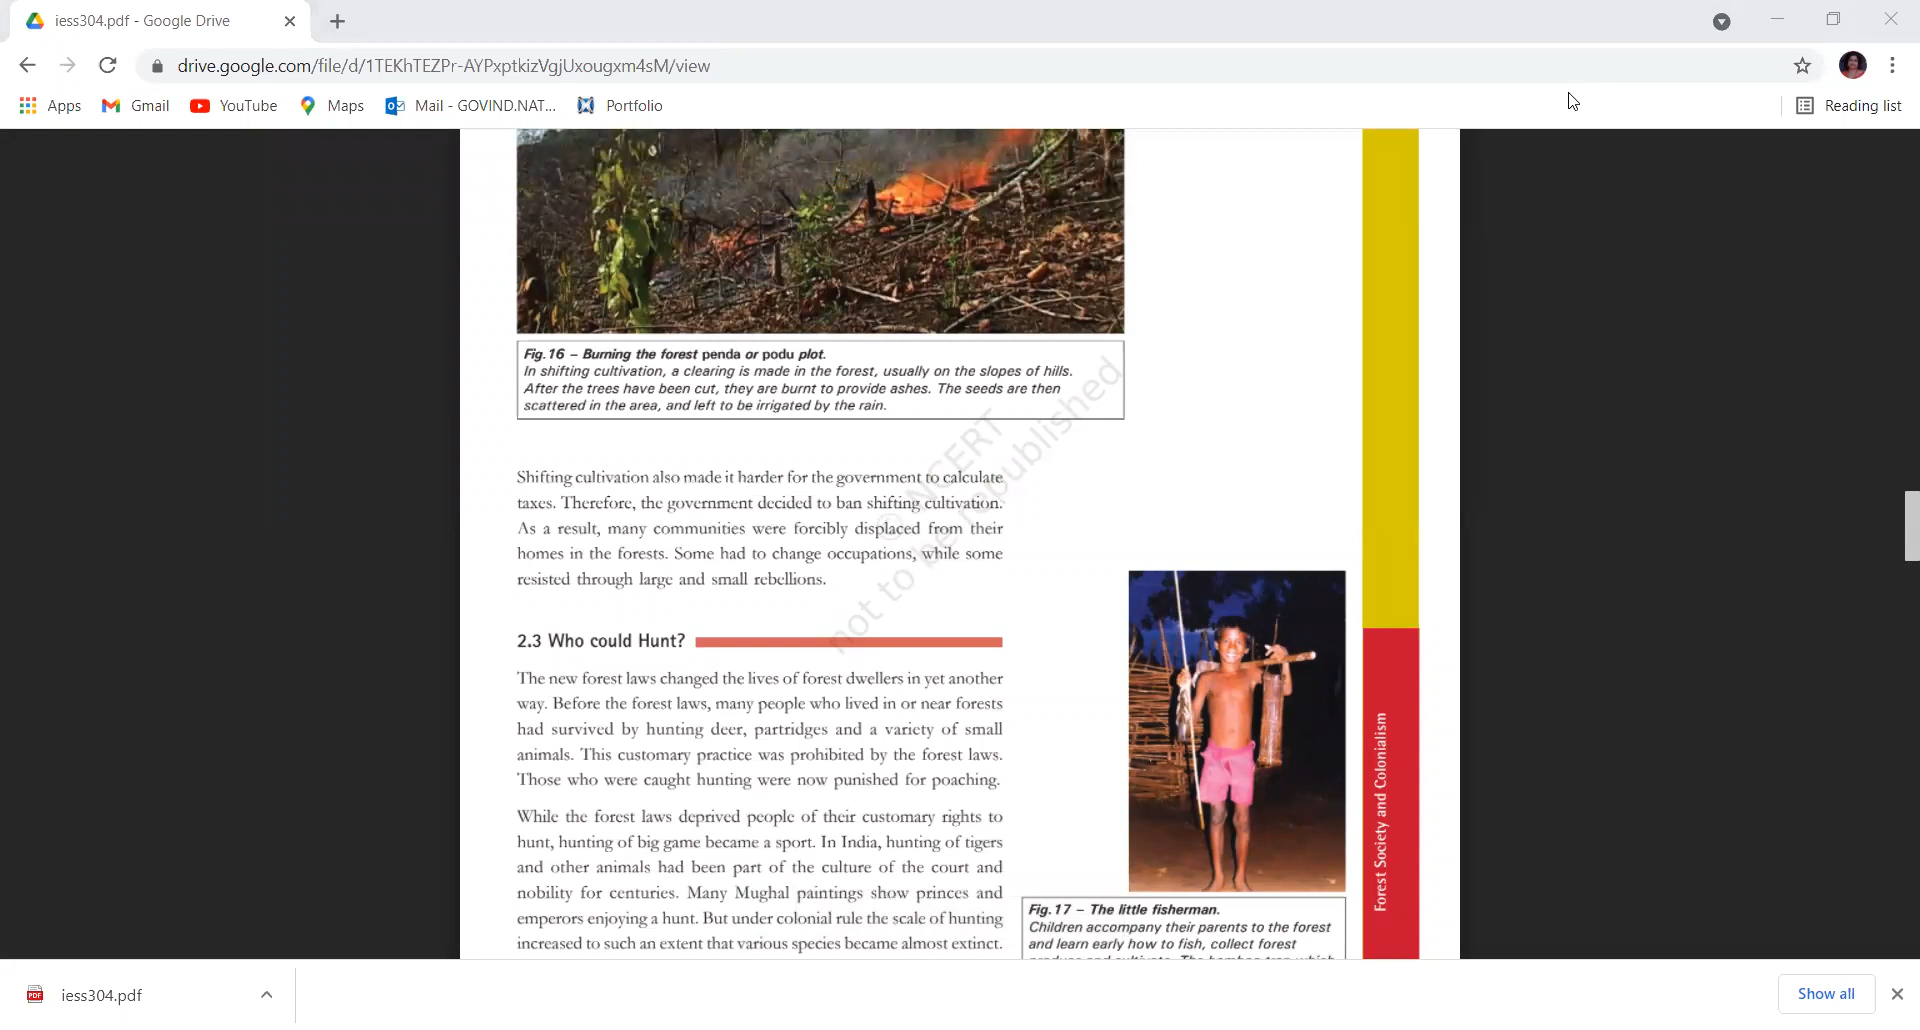 iess304.pdf - Google Drive
drive.google.com/file/d/1TEKhTEZPr-AYPxptkizVgjUxougxm4sM/view
Apps Gmail YouTube Maps Mail - GOVIND.NAT... Portfolio Reading list
Fig.16 – Burning the forest penda or podu plot.
In shifting cultivation, a clearing is made in the forest, usually on the slopes of hills.
After the trees have been cut, they are burnt to provide ashes. The seeds are then
scattered in the area, and left to be irrigated by the rain.
© NCERT
not to be republished
Shifting cultivation also made it harder for the government to calculate
taxes. Therefore, the government decided to ban shifting cultivation.
As a result, many communities were forcibly displaced from their
homes in the forests. Some had to change occupations, while some
resisted through large and small rebellions.
2.3 Who could Hunt?
The new forest laws changed the lives of forest dwellers in yet another
way. Before the forest laws, many people who lived in or near forests
had survived by hunting deer, partridges and a variety of small
animals. This customary practice was prohibited by the forest laws.
Those who were caught hunting were now punished for poaching.
While the forest laws deprived people of their customary rights to
hunt, hunting of big game became a sport. In India, hunting of tigers
and other animals had been part of the culture of the court and
nobility for centuries. Many Mughal paintings show princes and
emperors enjoying a hunt. But under colonial rule the scale of hunting
increased to such an extent that various species became almost extinct.
Fig.17 – The little fisherman.
Children accompany their parents to the forest
and learn early how to fish, collect forest
Forest Society and Colonialism
PDF
iess304.pdf
Show all